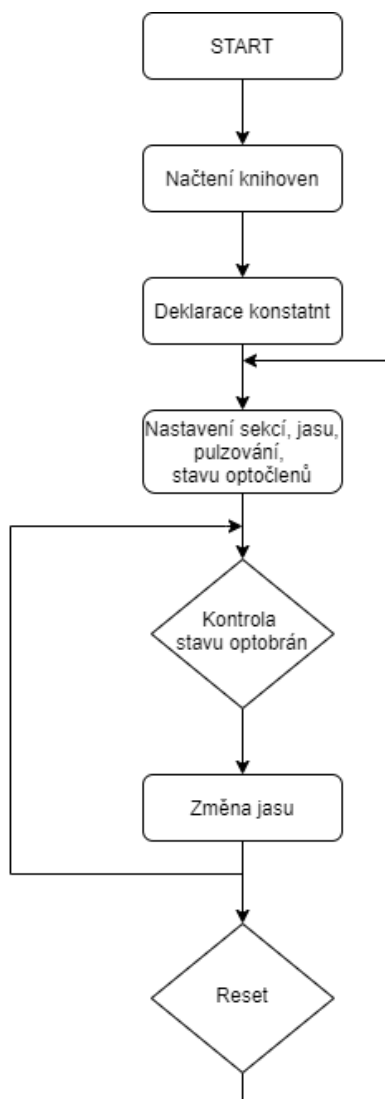 START
Načtení knihoven
Deklarace konstatnt
Nastavení sekcí, jasu,
pulzování,
stavu optočlenů
Kontrola
stavu optobrán
Změna jasu
Reset